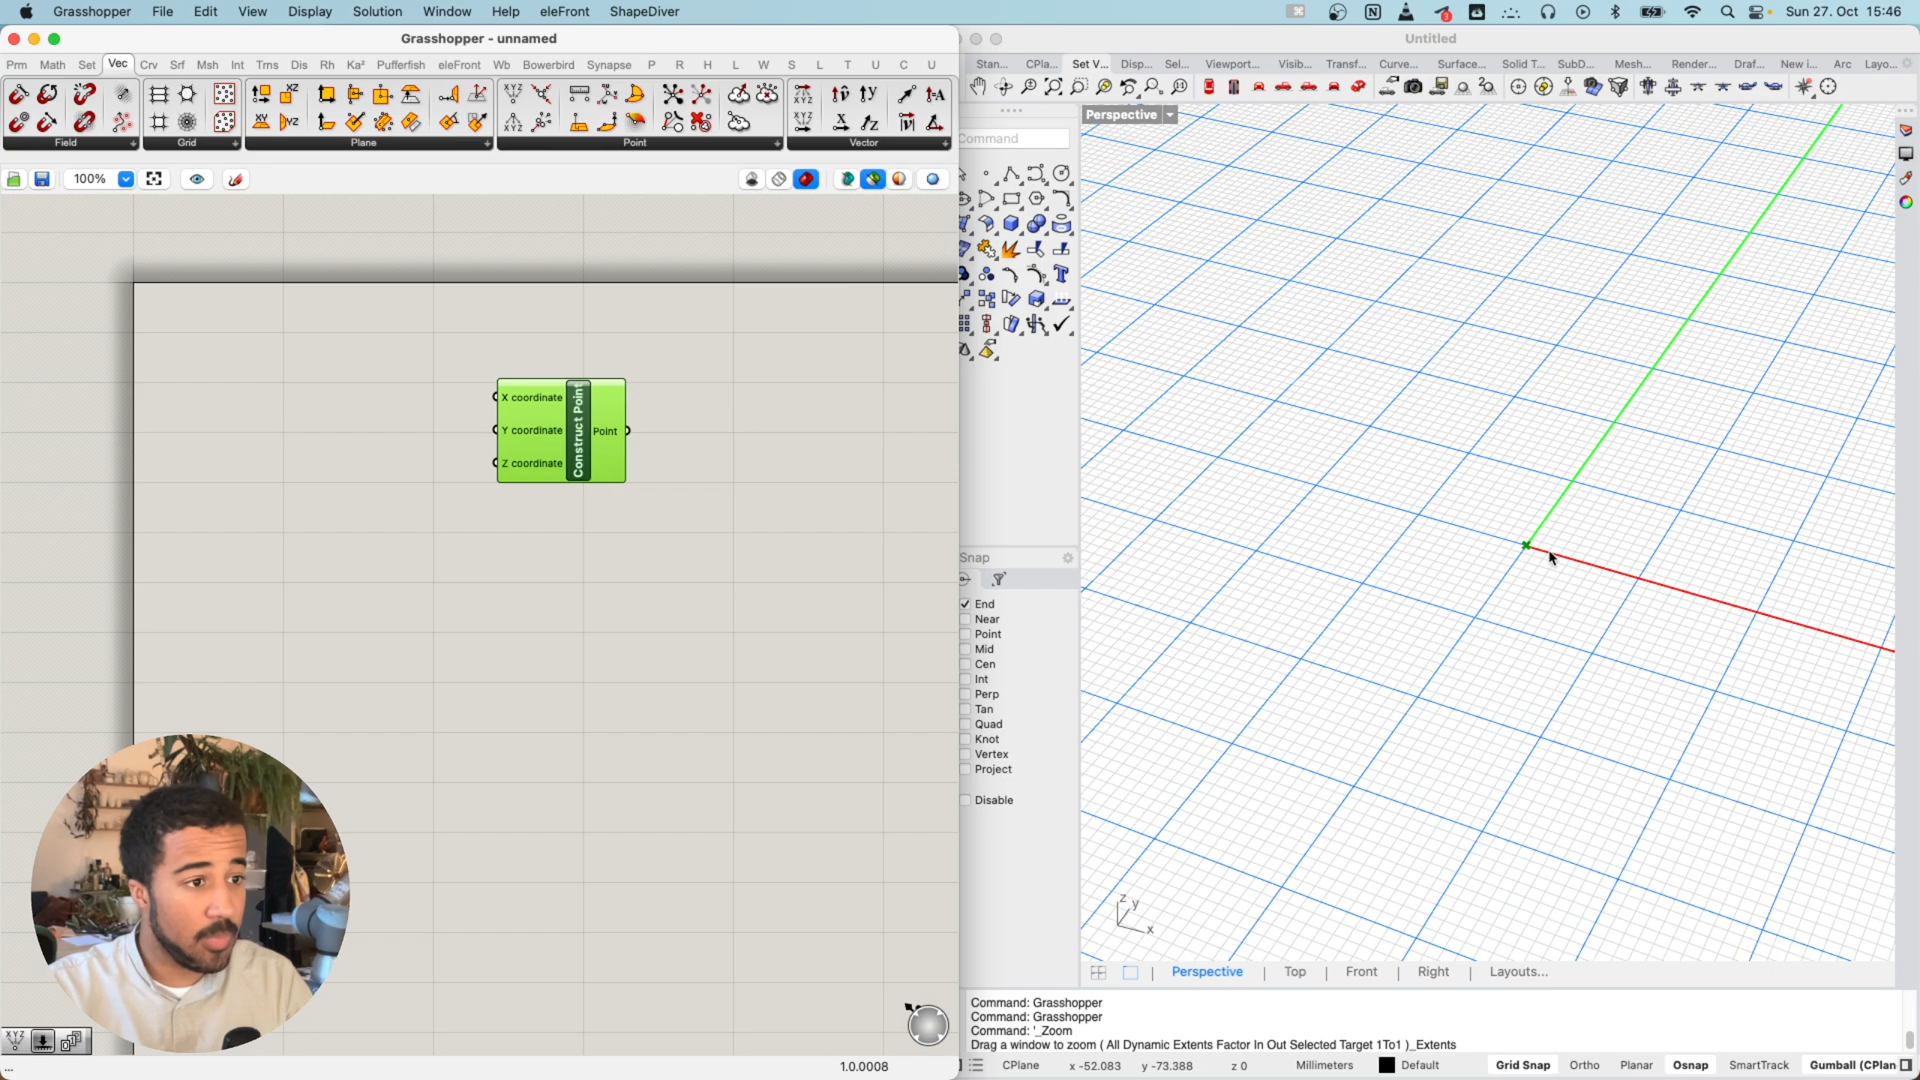 Grasshopper File Edit View Display Solution Window Help eleFront ShapeDiver
3
Sun 27. Oct 15:46
Grasshopper - unnamed
Untitled
Prm Math Set Vec Crv Srf Msh Int Trns Dis Rh Ka² Pufferfish eleFront Wb Bowerbird Synapse P R H L W S L T U C U
Stan... CPla... Set V... Disp... Sel... Viewport... Visib... Transf... Curve... Surface... Solid T... SubD... Mesh... Render... Draf... New i... Arc Layo...
Field Grid Plane Point Vector
Perspective
Command
100%
X coordinate
Y coordinate
Z coordinate
Construct Point
Point
Snap
End
Near
Point
Mid
Cen
Int
Perp
Tan
Quad
Knot
Vertex
Project
Disable
z y x
Perspective | Top | Front | Right | Layouts...
Command: Grasshopper
Command: Grasshopper
Command: '_Zoom
Drag a window to zoom ( All Dynamic Extents Factor In Out Selected Target 1To1 )_Extents
...
1.0.0008
CPlane x -52.083 y -73.388 z 0 Millimeters Default Grid Snap Ortho Planar Osnap SmartTrack Gumball (CPlan